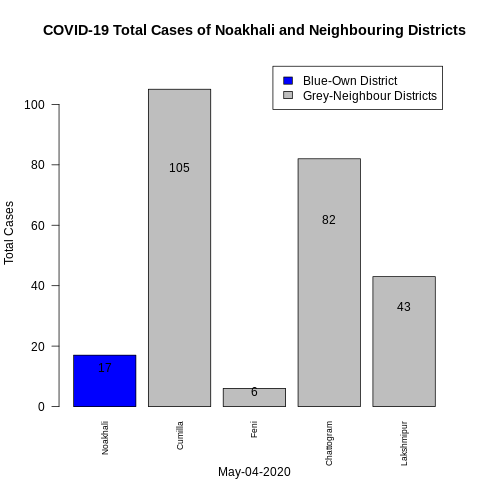 COVID-19 Total Cases of Noakhali and Neighbouring Districts
Blue-Own District
Grey-Neighbour Districts
Total Cases
100
80
60
40
20
0
17
105
6
82
43
Noakhali
Cumilla
Feni
Chattogram
Lakshmipur
May-04-2020